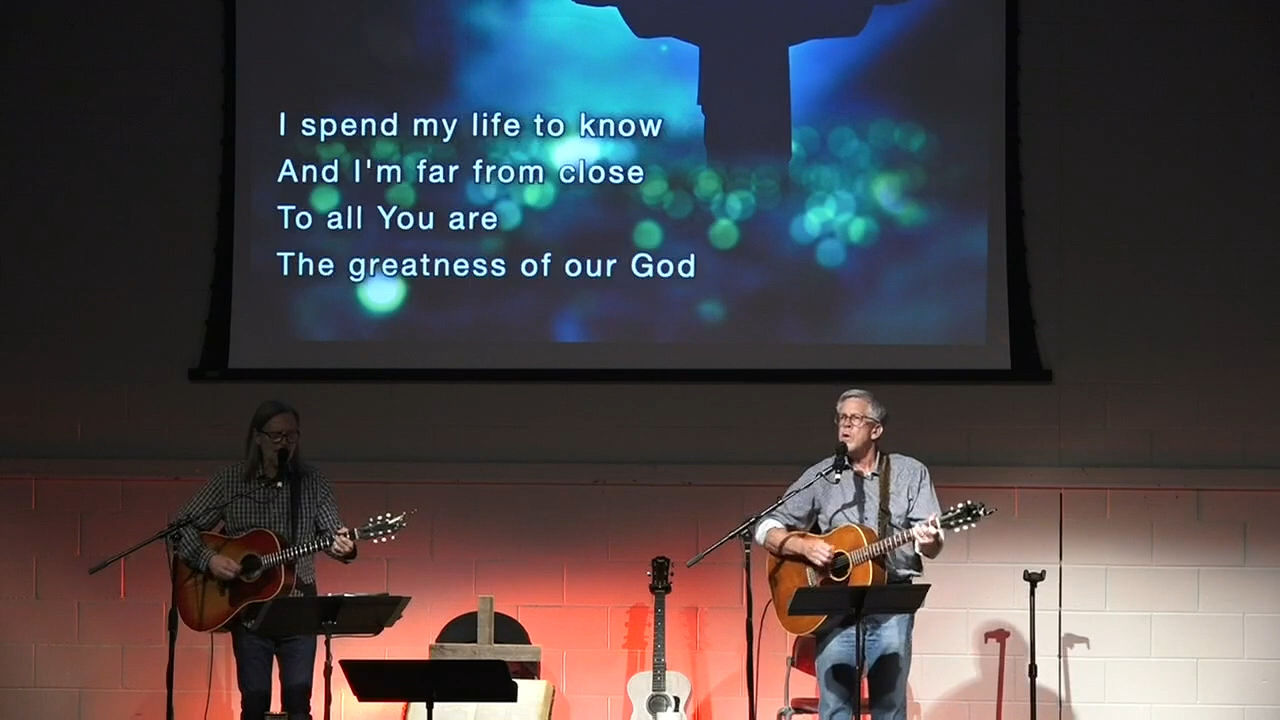 I spend my life to know
And I'm far from close
To all You are
The greatness of our God